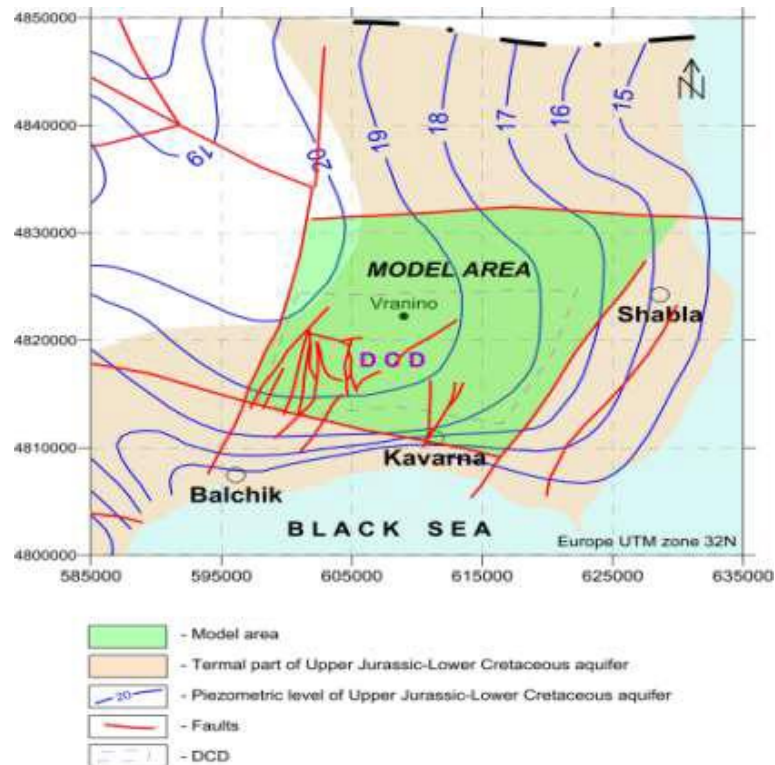 4850000
4840000
4830000
4820000
4810000
4800000
N
19
20
19
18
17
16
15
MODEL AREA
Vranino
DCD
Shabla
Kavarna
Balchik
BLACK SEA
Europe UTM zone 32N
585000 595000 605000 615000 625000 635000
- Model area
- Termal part of Upper Jurassic-Lower Cretaceous aquifer
20 - Piezometric level of Upper Jurassic-Lower Cretaceous aquifer
- Faults
- DCD